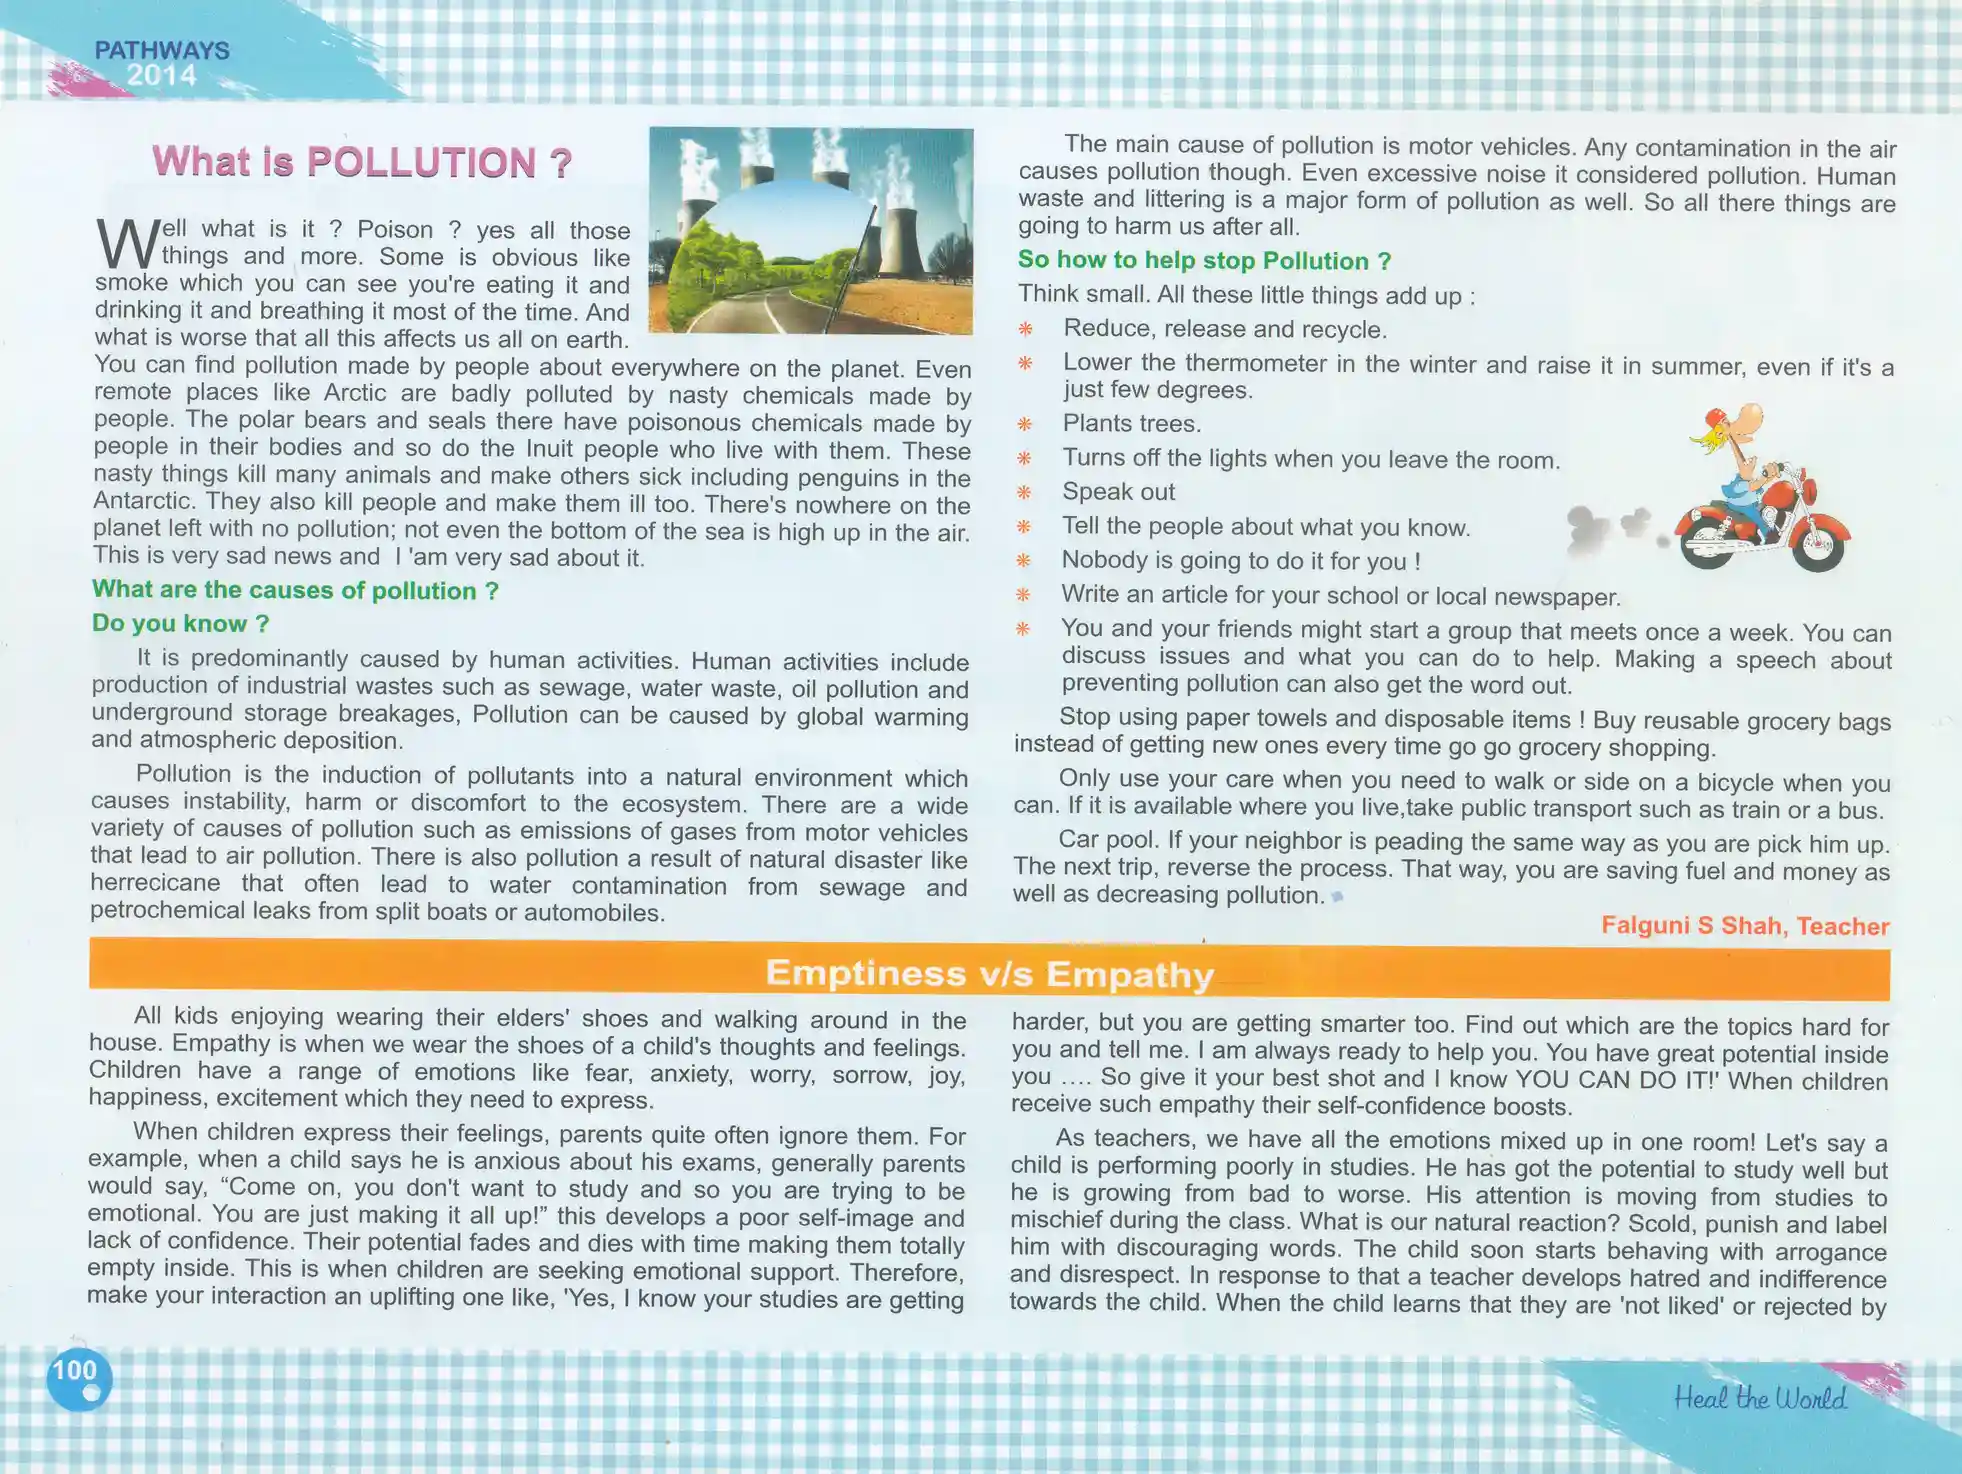 PATHWAYS
2014
What is POLLUTION ?
Well what is it ? Poison ? yes all those
things and more. Some is obvious like
smoke which you can see you're eating it and
drinking it and breathing it most of the time. And
what is worse that all this affects us all on earth.
You can find pollution made by people about everywhere on the planet. Even
remote places like Arctic are badly polluted by nasty chemicals made by
people. The polar bears and seals there have poisonous chemicals made by
people in their bodies and so do the Inuit people who live with them. These
nasty things kill many animals and make others sick including penguins in the
Antarctic. They also kill people and make them ill too. There's nowhere on the
planet left with no pollution; not even the bottom of the sea is high up in the air.
This is very sad news and I 'am very sad about it.
What are the causes of pollution ?
Do you know ?
It is predominantly caused by human activities. Human activities include
production of industrial wastes such as sewage, water waste, oil pollution and
underground storage breakages, Pollution can be caused by global warming
and atmospheric deposition.
Pollution is the induction of pollutants into a natural environment which
causes instability, harm or discomfort to the ecosystem. There are a wide
variety of causes of pollution such as emissions of gases from motor vehicles
that lead to air pollution. There is also pollution a result of natural disaster like
herrecicane that often lead to water contamination from sewage and
petrochemical leaks from split boats or automobiles.
The main cause of pollution is motor vehicles. Any contamination in the air
causes pollution though. Even excessive noise it considered pollution. Human
waste and littering is a major form of pollution as well. So all there things are
going to harm us after all.
So how to help stop Pollution ?
Think small. All these little things add up :
Reduce, release and recycle.
Lower the thermometer in the winter and raise it in summer, even if it's a
just few degrees.
Plants trees.
Turns off the lights when you leave the room.
Speak out
Tell the people about what you know.
Nobody is going to do it for you !
Write an article for your school or local newspaper.
You and your friends might start a group that meets once a week. You can
discuss issues and what you can do to help. Making a speech about
preventing pollution can also get the word out.
Stop using paper towels and disposable items ! Buy reusable grocery bags
instead of getting new ones every time go go grocery shopping.
Only use your care when you need to walk or side on a bicycle when you
can. If it is available where you live,take public transport such as train or a bus.
Car pool. If your neighbor is peading the same way as you are pick him up.
The next trip, reverse the process. That way, you are saving fuel and money as
well as decreasing pollution.
Falguni S Shah, Teacher
Emptiness v/s Empathy
All kids enjoying wearing their elders' shoes and walking around in the
house. Empathy is when we wear the shoes of a child's thoughts and feelings.
Children have a range of emotions like fear, anxiety, worry, sorrow, joy,
happiness, excitement which they need to express.
When children express their feelings, parents quite often ignore them. For
example, when a child says he is anxious about his exams, generally parents
would say, “Come on, you don't want to study and so you are trying to be
emotional. You are just making it all up!” this develops a poor self-image and
lack of confidence. Their potential fades and dies with time making them totally
empty inside. This is when children are seeking emotional support. Therefore,
make your interaction an uplifting one like, 'Yes, I know your studies are getting
harder, but you are getting smarter too. Find out which are the topics hard for
you and tell me. I am always ready to help you. You have great potential inside
you .... So give it your best shot and I know YOU CAN DO IT!' When children
receive such empathy their self-confidence boosts.
As teachers, we have all the emotions mixed up in one room! Let's say a
child is performing poorly in studies. He has got the potential to study well but
he is growing from bad to worse. His attention is moving from studies to
mischief during the class. What is our natural reaction? Scold, punish and label
him with discouraging words. The child soon starts behaving with arrogance
and disrespect. In response to that a teacher develops hatred and indifference
towards the child. When the child learns that they are 'not liked' or rejected by
100
Heal the World